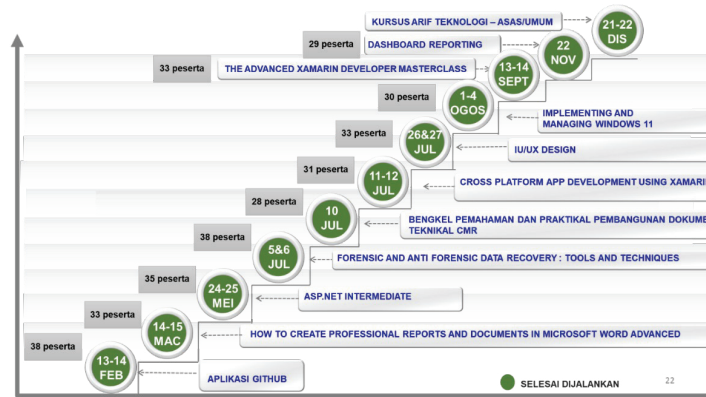 KURSUS ARIF TEKNOLOGI – ASAS/UMUM
21-22
DIS
29 peserta
DASHBOARD REPORTING
22
NOV
33 peserta
THE ADVANCED XAMARIN DEVELOPER MASTERCLASS
13-14
SEPT
30 peserta
1-4
OGOS
IMPLEMENTING AND
MANAGING WINDOWS 11
33 peserta
26&27
JUL
IU/UX DESIGN
31 peserta
11-12
JUL
CROSS PLATFORM APP DEVELOPMENT USING XAMARI
28 peserta
10
JUL
BENGKEL PEMAHAMAN DAN PRAKTIKAL PEMBANGUNAN DOKUME
TEKNIKAL CMR
38 peserta
5&6
JUL
FORENSIC AND ANTI FORENSIC DATA RECOVERY : TOOLS AND TECHNIQUES
35 peserta
24-25
MEI
ASP.NET INTERMEDIATE
33 peserta
14-15
MAC
HOW TO CREATE PROFESSIONAL REPORTS AND DOCUMENTS IN MICROSOFT WORD ADVANCED
38 peserta
13-14
FEB
APLIKASI GITHUB
SELESAI DIJALANKAN
22